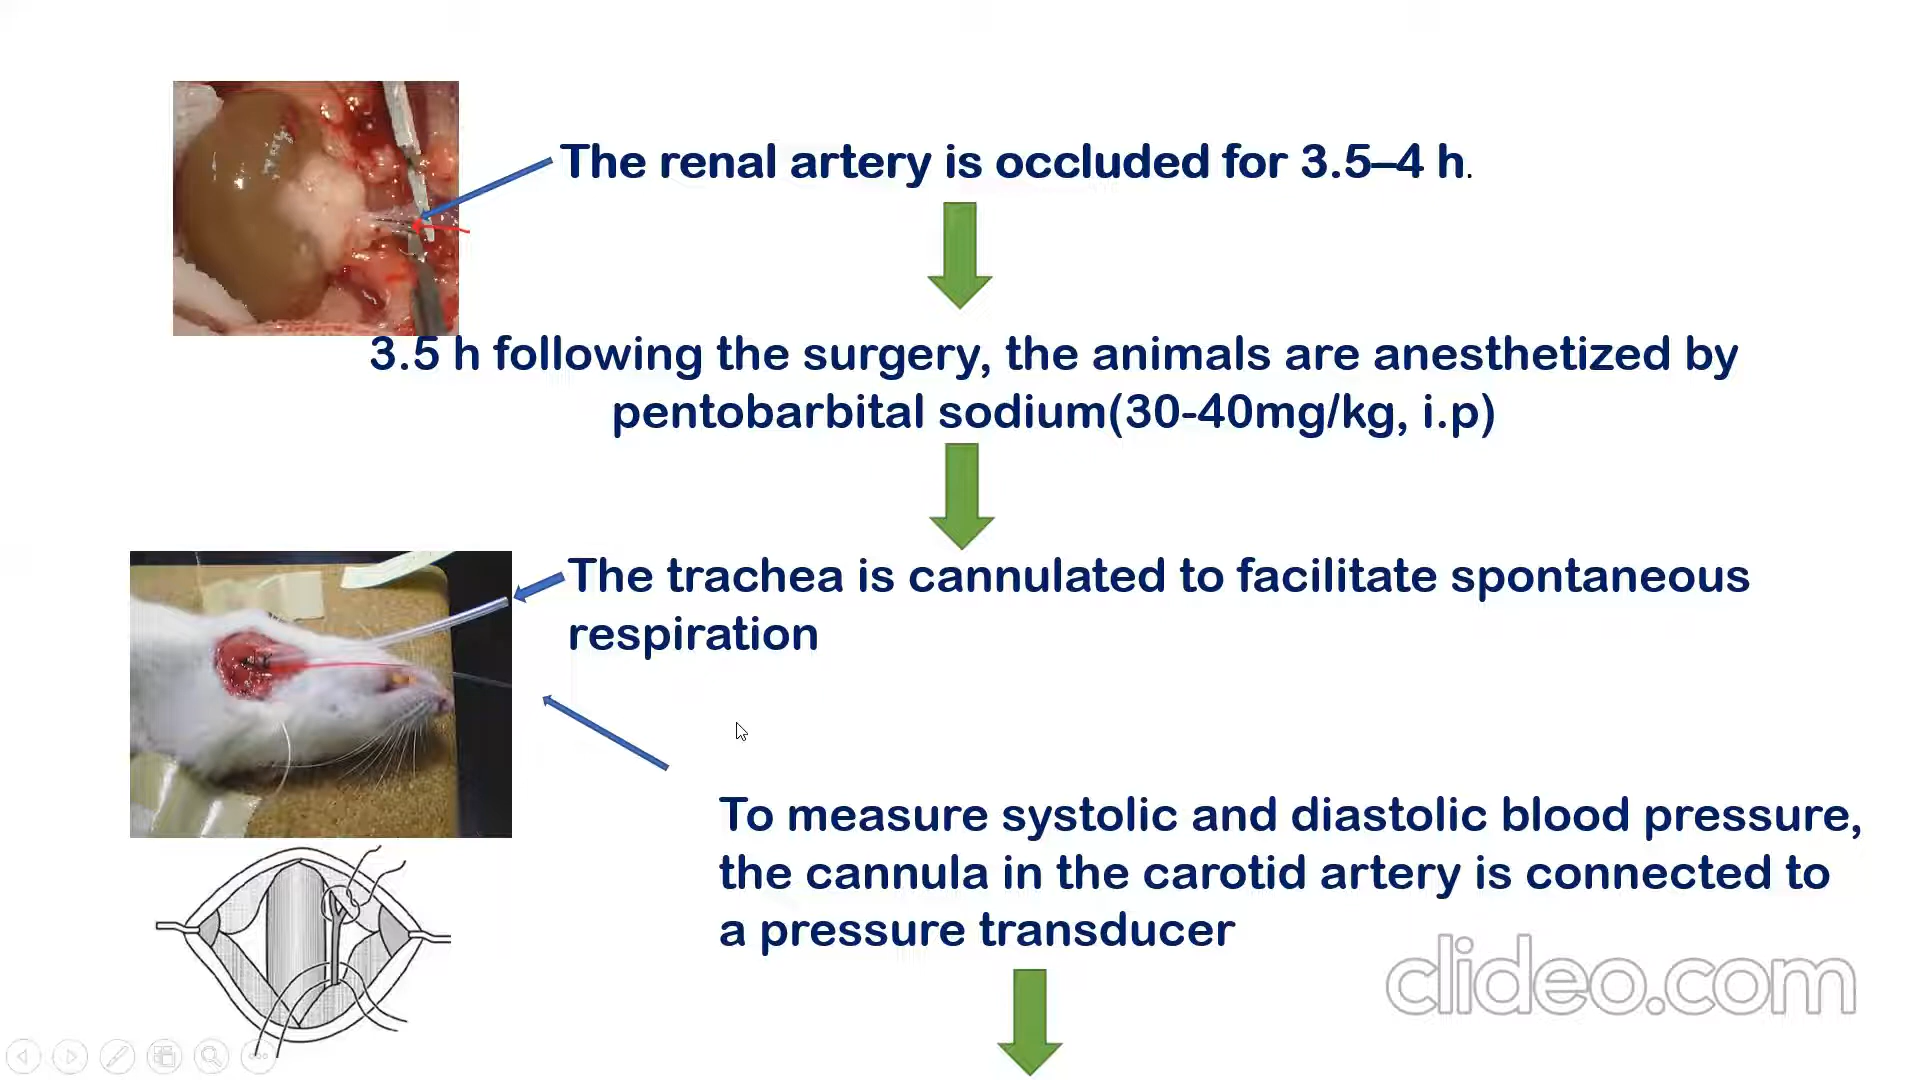 The renal artery is occluded for 3.5–4 h.
3.5 h following the surgery, the animals are anesthetized by
pentobarbital sodium(30-40mg/kg, i.p)
The trachea is cannulated to facilitate spontaneous
respiration
To measure systolic and diastolic blood pressure,
the cannula in the carotid artery is connected to
a pressure transducer
clideo.com